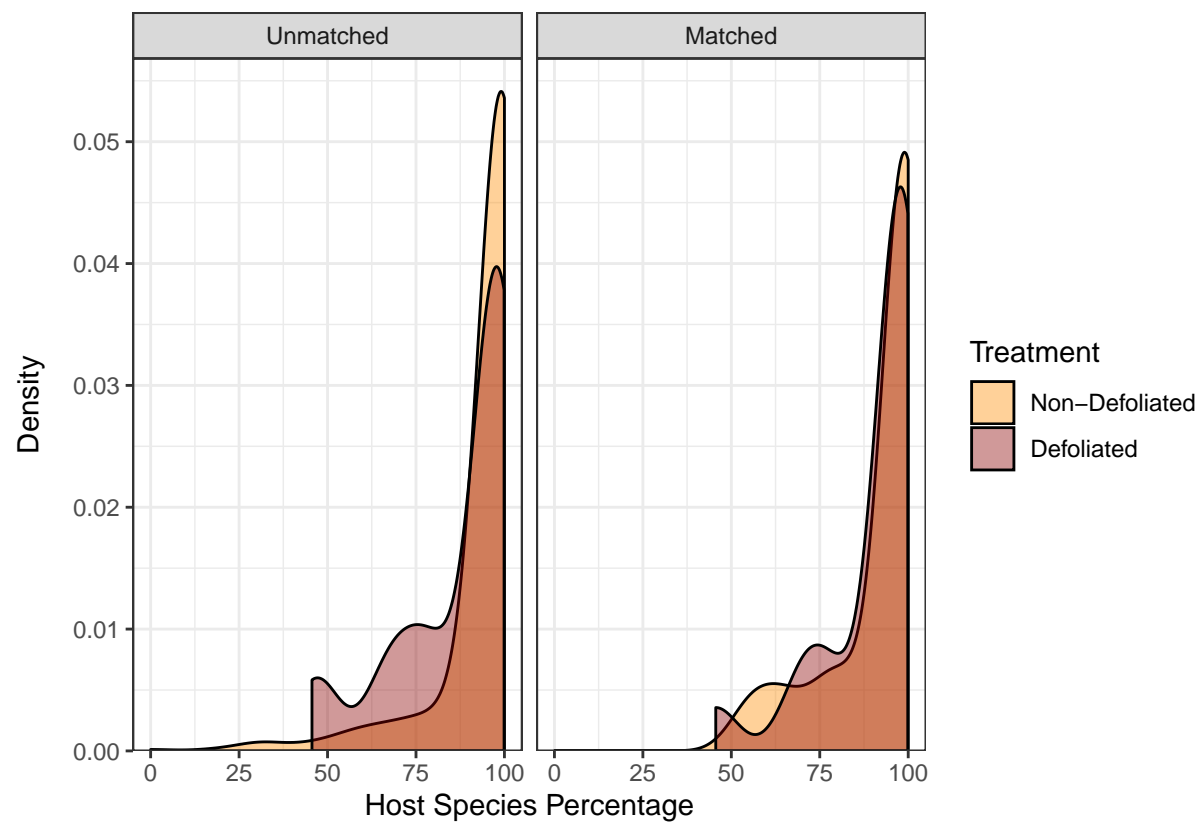 Unmatched
Matched
Density
0.05
0.04
0.03
0.02
0.01
0.00
0 25 50 75 100
0 25 50 75 100
Host Species Percentage
Treatment
Non−Defoliated
Defoliated